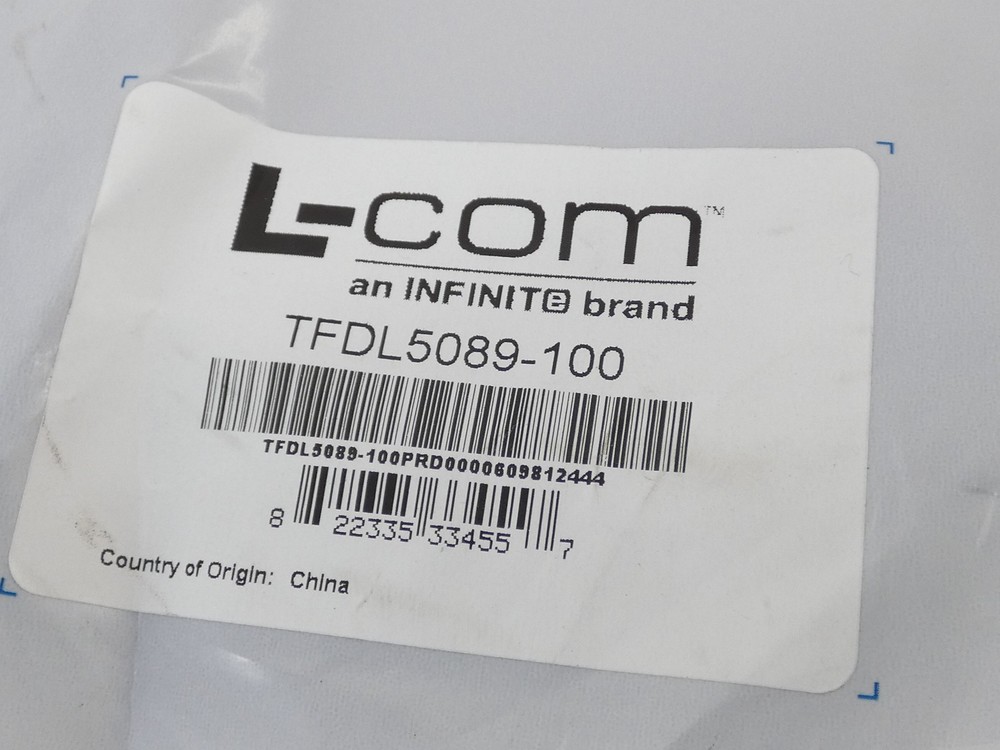 L-com™
an INFINITe brand
TFDL5089-100
TFDL5089-100PRD0000609812444
8 22335 33455 7
Country of Origin: China